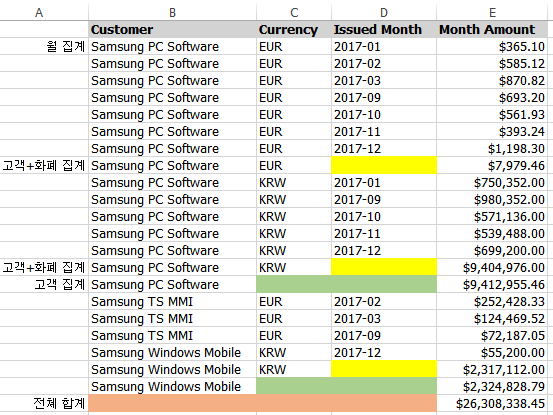 A B C D E
Customer Currency Issued Month Month Amount
월 집계 Samsung PC Software EUR 2017-01 $365.10
Samsung PC Software EUR 2017-02 $585.12
Samsung PC Software EUR 2017-03 $870.82
Samsung PC Software EUR 2017-09 $693.20
Samsung PC Software EUR 2017-10 $561.93
Samsung PC Software EUR 2017-11 $393.24
Samsung PC Software EUR 2017-12 $1,198.30
고객+화폐 집계 Samsung PC Software EUR $7,979.46
Samsung PC Software KRW 2017-01 $750,352.00
Samsung PC Software KRW 2017-09 $980,352.00
Samsung PC Software KRW 2017-10 $571,136.00
Samsung PC Software KRW 2017-11 $539,488.00
Samsung PC Software KRW 2017-12 $699,200.00
고객+화폐 집계 Samsung PC Software KRW $9,404,976.00
고객 집계 Samsung PC Software $9,412,955.46
Samsung TS MMI EUR 2017-02 $252,428.33
Samsung TS MMI EUR 2017-03 $124,469.52
Samsung TS MMI EUR 2017-09 $72,187.05
Samsung Windows Mobile KRW 2017-12 $55,200.00
Samsung Windows Mobile KRW $2,317,112.00
Samsung Windows Mobile $2,324,828.79
전체 합계 $26,308,338.45